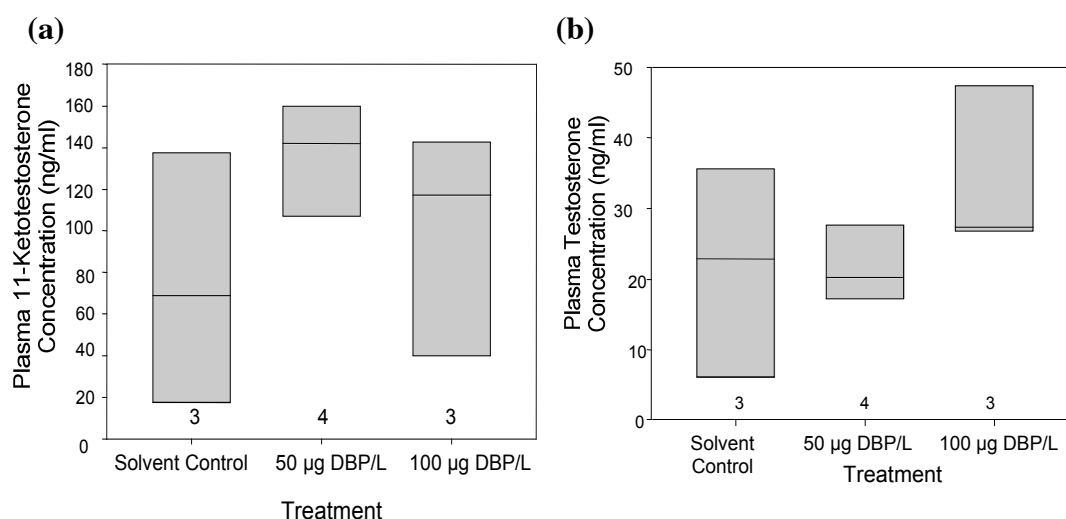 (a)
Plasma 11-Ketotestosterone
Concentration (ng/ml)
180
160
140
120
100
80
60
40
20
0
3
4
3
Solvent Control
50 µg DBP/L
100 µg DBP/L
Treatment
(b)
Plasma Testosterone
Concentration (ng/ml)
50
40
30
20
10
0
3
4
3
Solvent
Control
50 µg DBP/L
100 µg DBP/L
Treatment